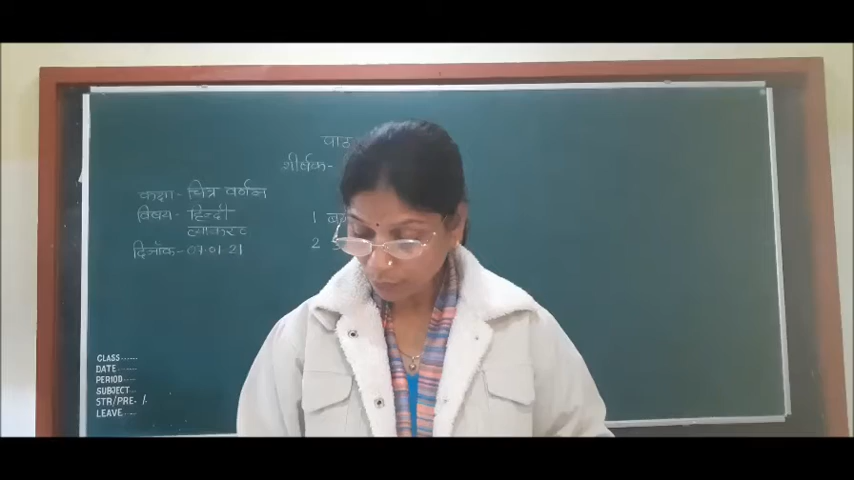 पाठ
शीर्षक-
कक्षा- चित्र वर्णन
विषय- हिन्दी
व्याकरण
1
2
दिनाँक- 07.01.21
CLASS......
DATE ......
PERIOD ....
SUBJECT....
STR/PRE- /.
LEAVE ....